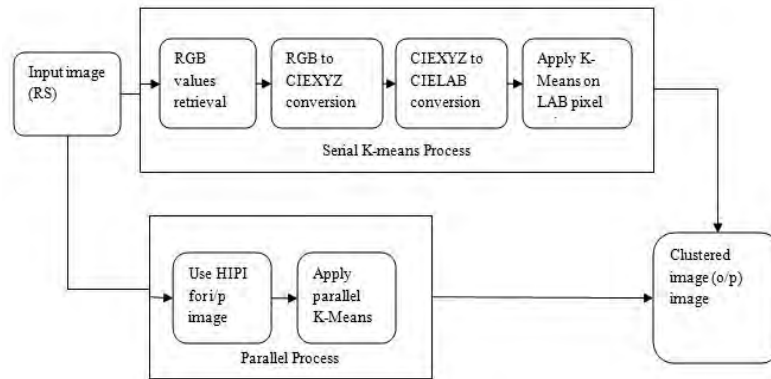 Input image
(RS)
RGB
values
retrieval
RGB to
CIEXYZ
conversion
CIEXYZ to
CIELAB
conversion
Apply K-
Means on
LAB pixel
Serial K-means Process
Use HIPI
for i/p
image
Apply
parallel
K-Means
Parallel Process
Clustered
image (o/p)
image